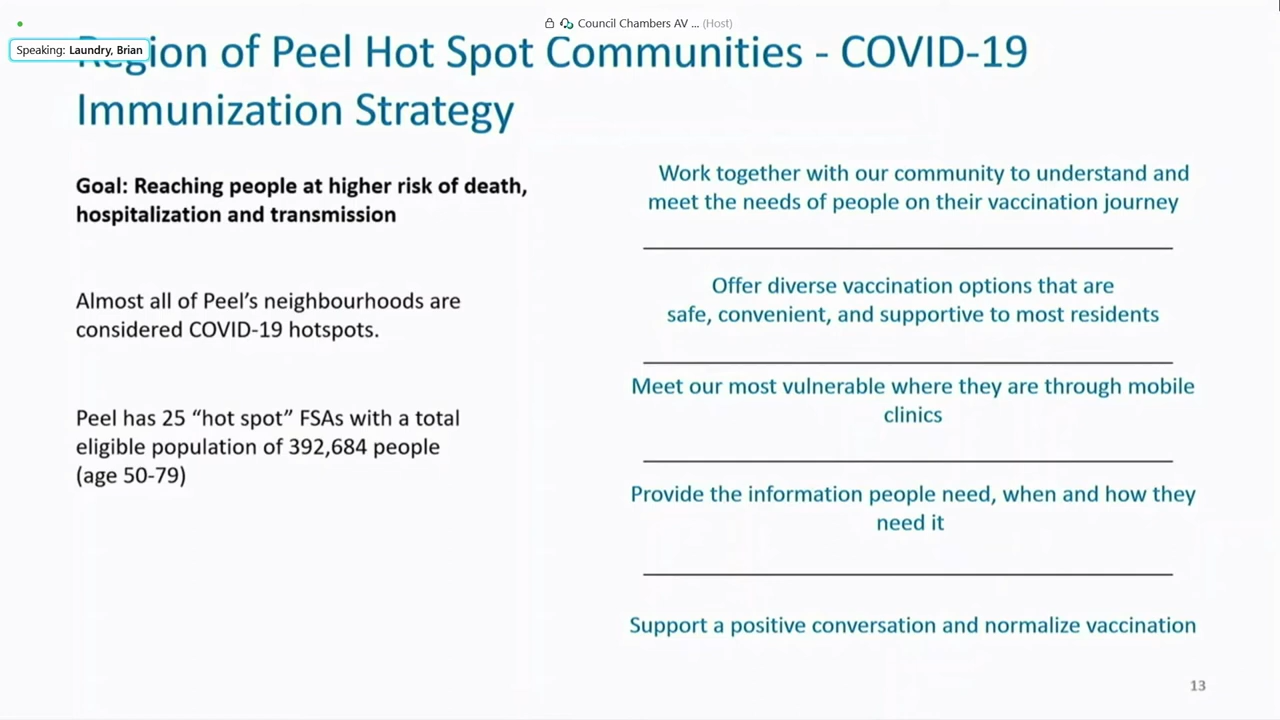 Council Chambers AV ... (Host)
Speaking: Laundry, Brian
Region of Peel Hot Spot Communities - COVID-19
Immunization Strategy
Goal: Reaching people at higher risk of death,
hospitalization and transmission
Almost all of Peel's neighbourhoods are
considered COVID-19 hotspots.
Peel has 25 “hot spot” FSAs with a total
eligible population of 392,684 people
(age 50-79)
Work together with our community to understand and
meet the needs of people on their vaccination journey
Offer diverse vaccination options that are
safe, convenient, and supportive to most residents
Meet our most vulnerable where they are through mobile
clinics
Provide the information people need, when and how they
need it
Support a positive conversation and normalize vaccination
13